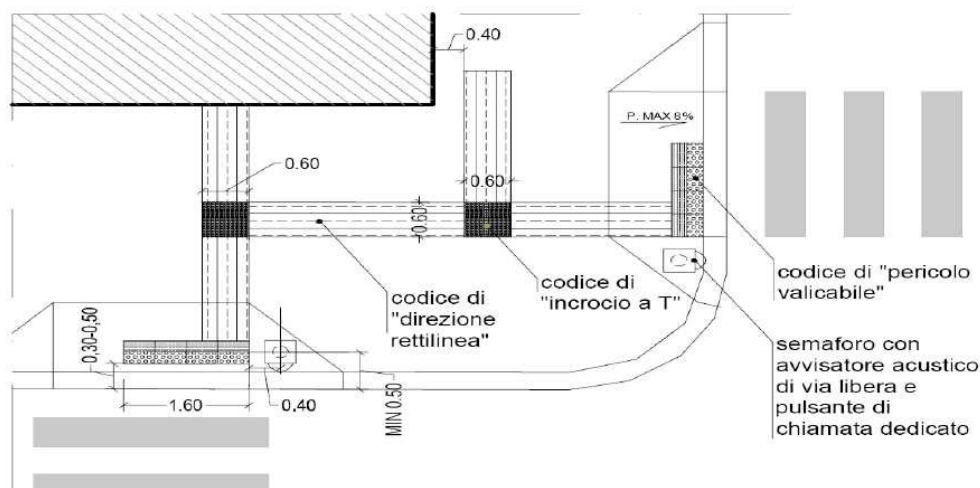 0.40
P. MAX 8%
0.60
0.60
0.60
codice di
"direzione
rettilinea"
codice di
"incrocio a T"
codice di "pericolo
valicabile"
semaforo con
avvisatore acustico
di via libera e
pulsante di
chiamata dedicato
0,30-0,50
1.60
0,40
MIN 0.50